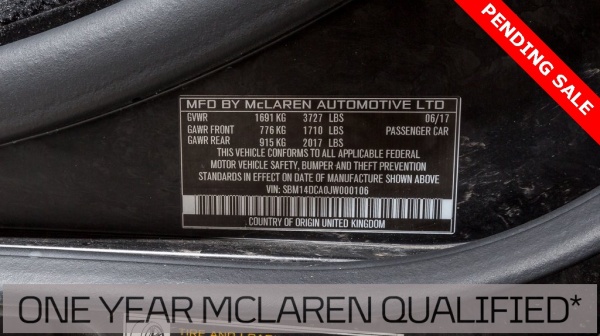 PENDING SALE
MFD BY McLAREN AUTOMOTIVE LTD
GVWR 1691 KG 3727 LBS 06/17
GAWR FRONT 776 KG 1710 LBS PASSENGER CAR
GAWR REAR 915 KG 2017 LBS
THIS VEHICLE CONFORMS TO ALL APPLICABLE FEDERAL
MOTOR VEHICLE SAFETY, BUMPER AND THEFT PREVENTION
STANDARDS IN EFFECT ON DATE OF MANUFACTURE SHOWN ABOVE
VIN: SBM14DCA0JW000106
COUNTRY OF ORIGIN UNITED KINGDOM
ONE YEAR MCLAREN QUALIFIED*
TIRE AND LOAD